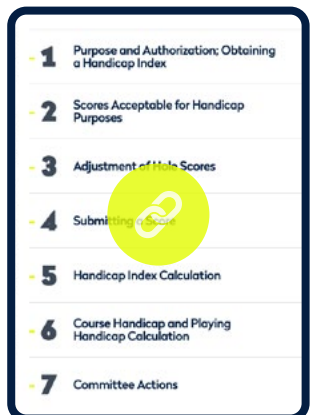 1 Purpose and Authorization; Obtaining
a Handicap Index
2 Scores Acceptable for Handicap
Purposes
3 Adjustment of Hole Scores
4 Submitting a Score
5 Handicap Index Calculation
6 Course Handicap and Playing
Handicap Calculation
7 Committee Actions